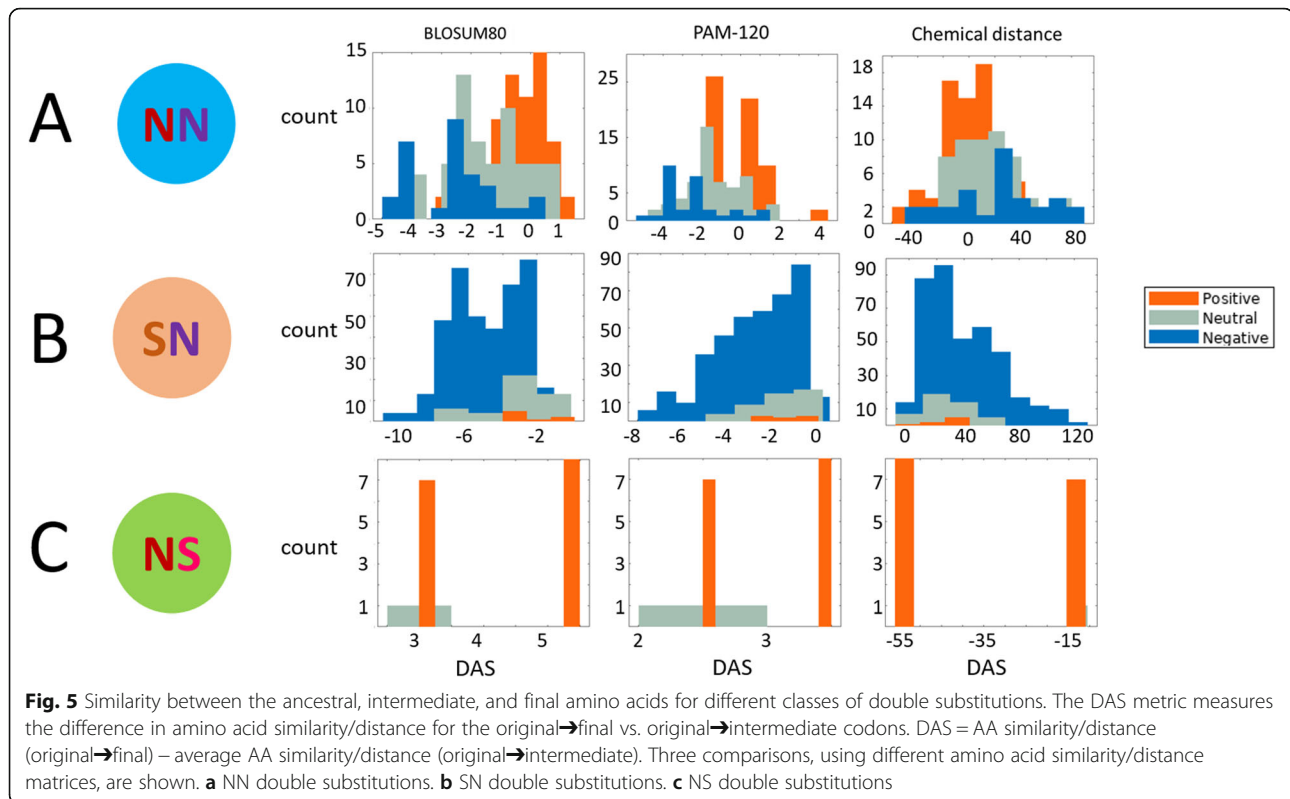 BLOSUM80 PAM-120 Chemical distance
A
NN
count
15
10
5
0
-5 -4 -3 -2 -1 0 1
25
15
5
0
-4 -2 0 2 4
18
14
10
6
2
0
-40 0 40 80
B
SN
count
70
50
30
10
-10 -6 -2
90
70
50
30
10
-8 -6 -4 -2 0
90
70
50
30
10
0 40 80 120
Positive
Neutral
Negative
C
NS
count
7
5
3
1
3 4 5
DAS
7
5
3
1
2 3
DAS
7
5
3
1
-55 -35 -15
DAS
Fig. 5 Similarity between the ancestral, intermediate, and final amino acids for different classes of double substitutions. The DAS metric measures
the difference in amino acid similarity/distance for the original➔final vs. original➔intermediate codons. DAS = AA similarity/distance
(original➔final) – average AA similarity/distance (original➔intermediate). Three comparisons, using different amino acid similarity/distance
matrices, are shown. a NN double substitutions. b SN double substitutions. c NS double substitutions